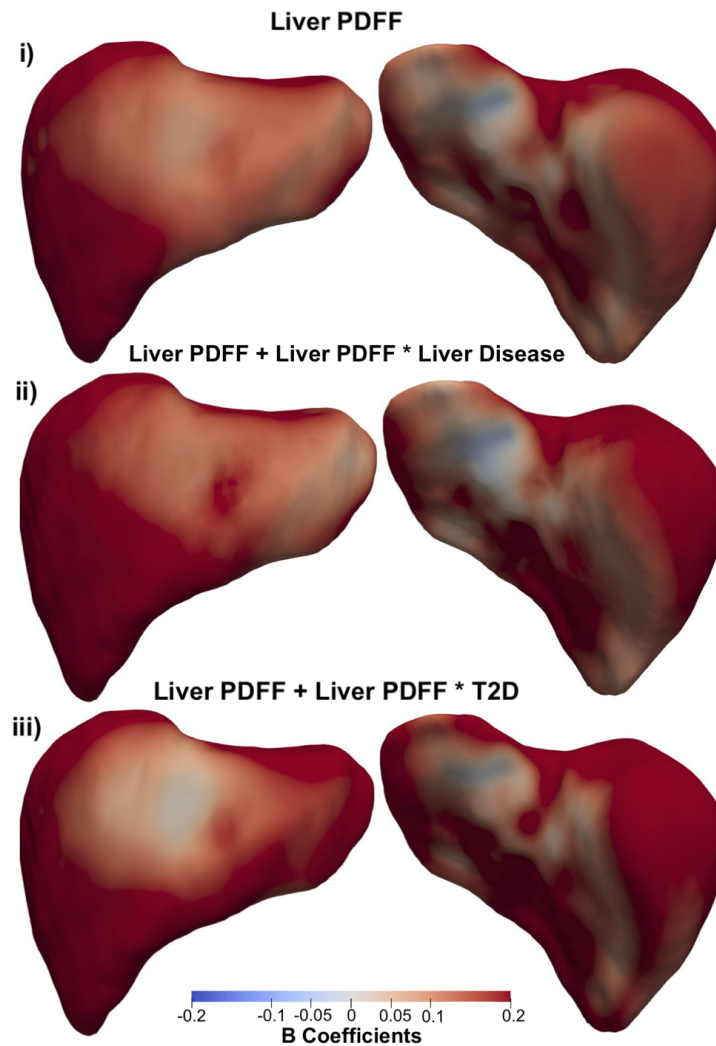 Liver PDFF
i)
Liver PDFF + Liver PDFF * Liver Disease
ii)
Liver PDFF + Liver PDFF * T2D
iii)
-0.2 -0.1 -0.05 0 0.05 0.1 0.2
B Coefficients